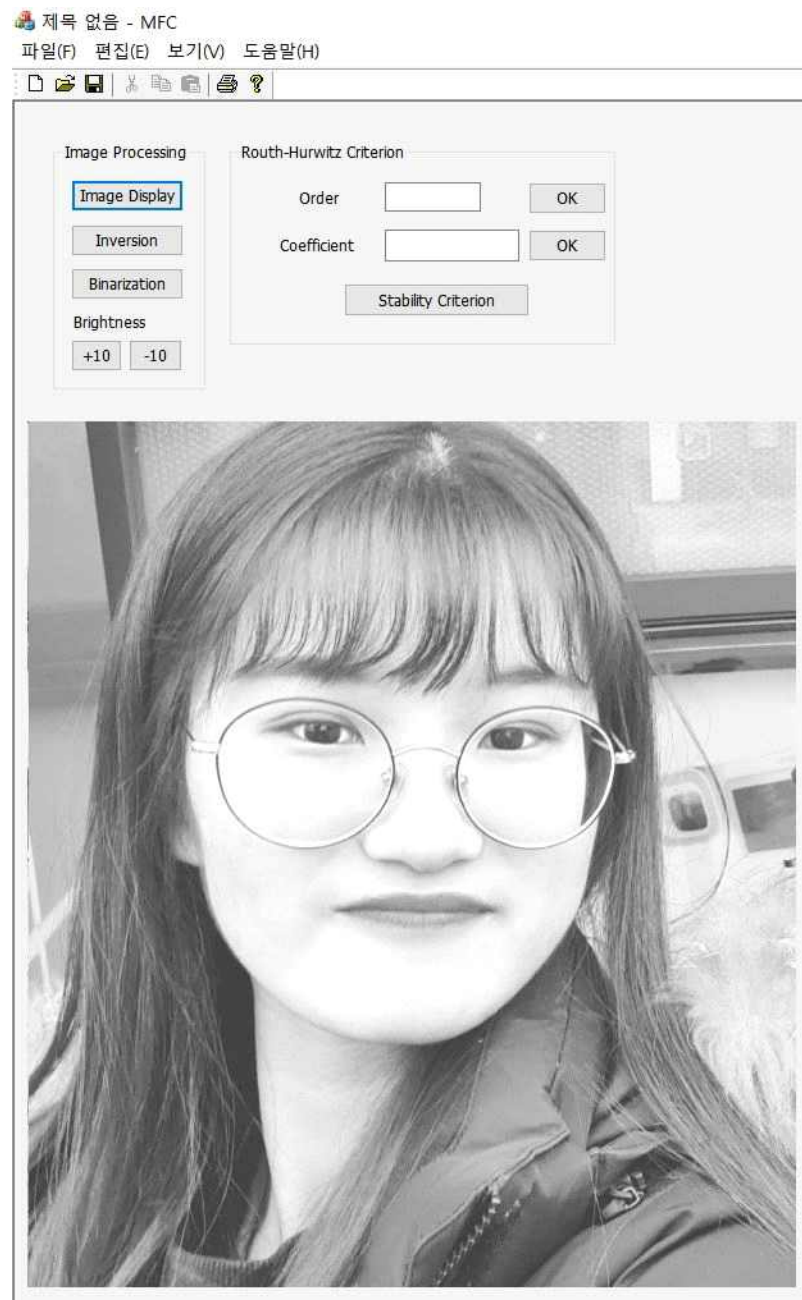 제목 없음 - MFC
파일(F) 편집(E) 보기(V) 도움말(H)
Image Processing
Image Display
Inversion
Binarization
Brightness
+10 -10
Routh-Hurwitz Criterion
Order OK
Coefficient OK
Stability Criterion